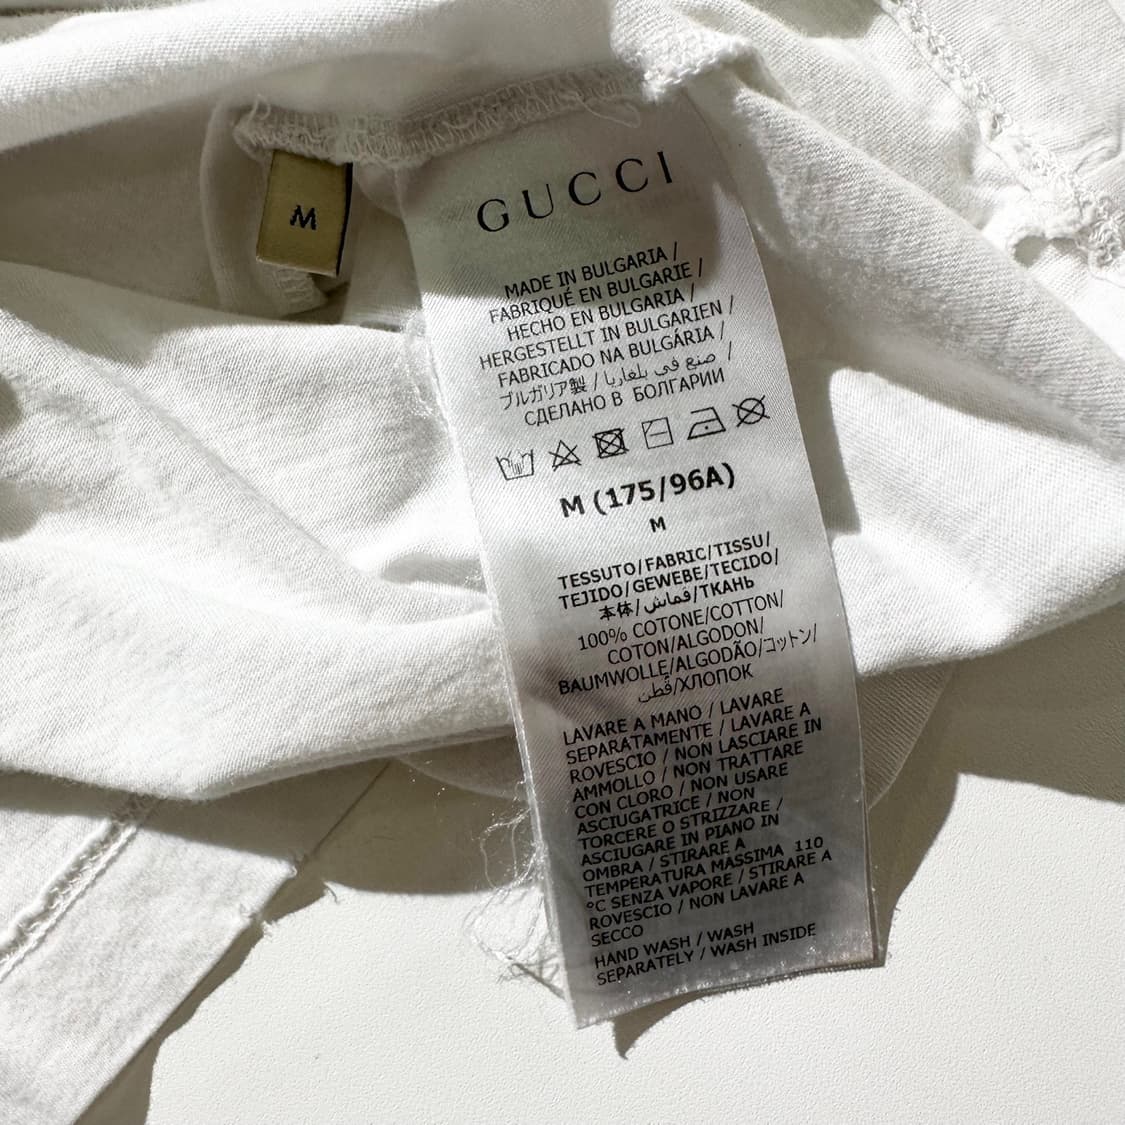 M
GUCCI
MADE IN BULGARIA /
FABRIQUÉ EN BULGARIE /
HECHO EN BULGARIA /
HERGESTELLT IN BULGARIEN /
FABRICADO NA BULGÁRIA /
ブルガリア製 / صنع في بلغاريا /
СДЕЛАНО В БОЛГАРИИ
M (175/96A)
M
TESSUTO/FABRIC/TISSU/
TEJIDO/GEWEBE/TECIDO/
本体/قماش/ТКАНЬ
100% COTONE/COTTON/
COTON/ALGODON/
BAUMWOLLE/ALGODÃO/コットン/
قطن/ХЛОПОК
LAVARE A MANO / LAVARE
SEPARATAMENTE / LAVARE A
ROVESCIO / NON LASCIARE IN
AMMOLLO / NON TRATTARE
CON CLORO / NON USARE
ASCIUGATRICE / NON
TORCERE O STRIZZARE /
ASCIUGARE IN PIANO IN
OMBRA / STIRARE A
TEMPERATURA MASSIMA 110
°C SENZA VAPORE / STIRARE A
ROVESCIO / NON LAVARE A
SECCO
HAND WASH / WASH
SEPARATELY / WASH INSIDE